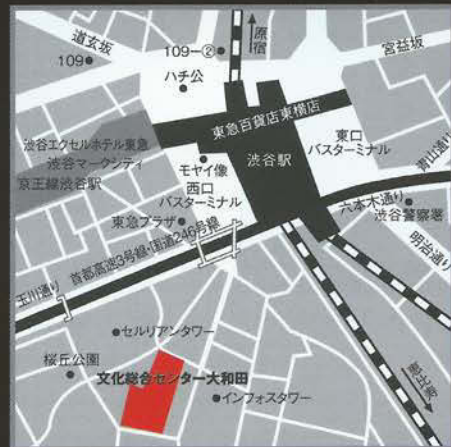 原宿
道玄坂
109-②
宮益坂
109
ハチ公
東急百貨店東横店
渋谷エクセルホテル東急
渋谷マークシティ
京王線渋谷駅
モヤイ像
西口
バスターミナル
渋谷駅
東口
バスターミナル
青山通り
六本木通り
渋谷警察署
東急プラザ
明治通り
首都高速3号線・国道246号線
玉川通り
セルリアンタワー
桜丘公園
文化総合センター大和田
インフォスタワー
恵比寿